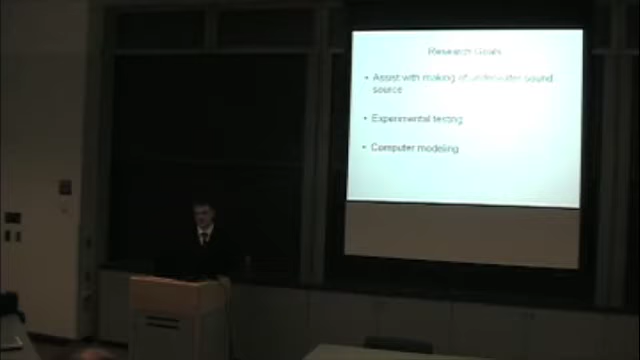 Research Goals
• Assist with making of underwater sound
source
• Experimental testing
• Computer modeling